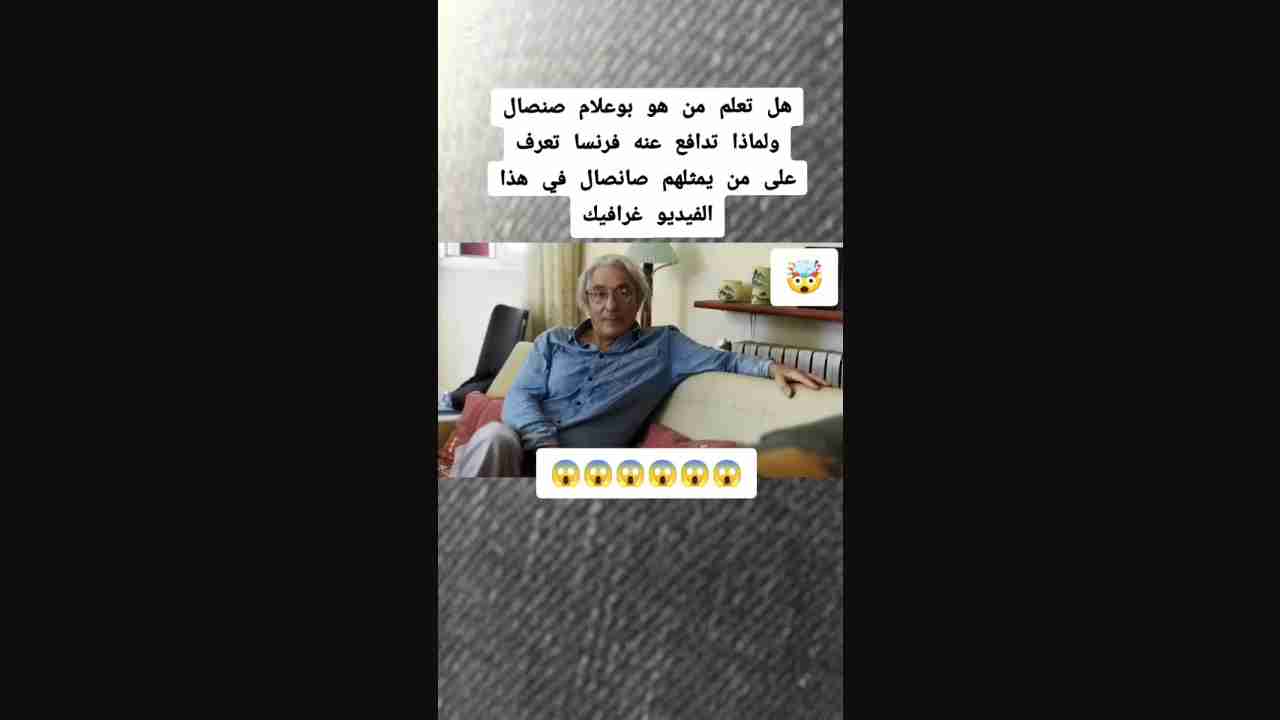 هل تعلم من هو بوعلام صنصال
ولماذا تدافع عنه فرنسا تعرف
على من يمثلهم صانصال في هذا
الفيديو غرافيك